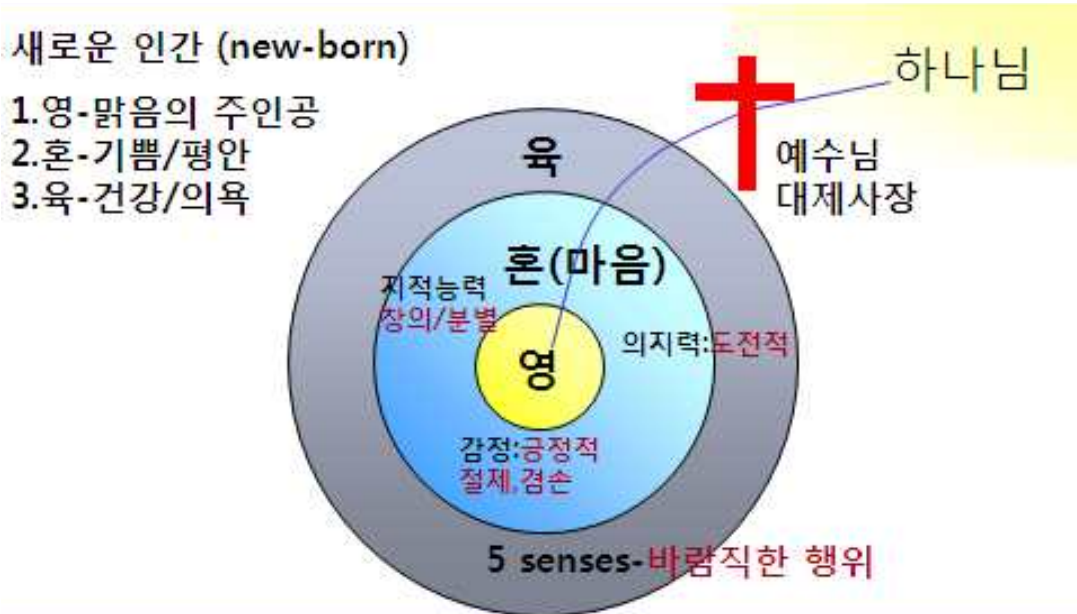 새로운 인간 (new-born)
1.영-맑음의 주인공
2.혼-기쁨/평안
3.육-건강/의욕
하나님
예수님
대제사장
육
혼(마음)
지적능력
장의/분별
의지력:도전적
영
감정:긍정적
절제,겸손
5 senses-바람직한 행위